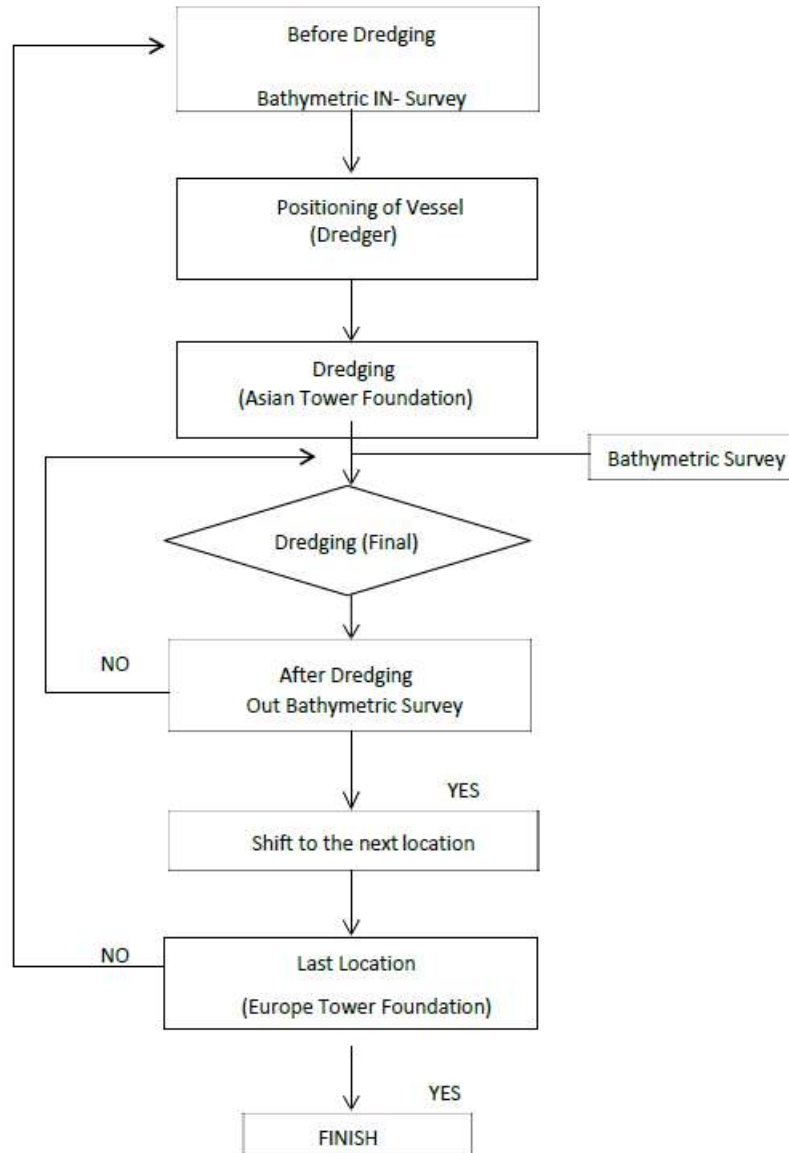 Before Dredging
Bathymetric IN- Survey
Positioning of Vessel
(Dredger)
Dredging
(Asian Tower Foundation)
Bathymetric Survey
Dredging (Final)
NO
After Dredging
Out Bathymetric Survey
YES
Shift to the next location
NO
Last Location
(Europe Tower Foundation)
YES
FINISH